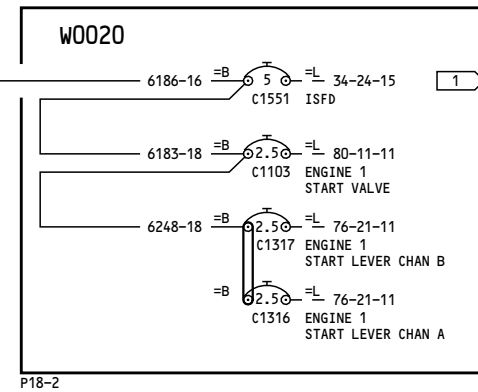 W0020
6186-16 =B 5 =L 34-24-15 1
C1551 ISFD
6183-18 =B 2.5 =L 80-11-11
C1103 ENGINE 1
START VALVE
6248-18 =B 2.5 =L 76-21-11
C1317 ENGINE 1
START LEVER CHAN B
=B 2.5 =L 76-21-11
C1316 ENGINE 1
START LEVER CHAN A
P18-2